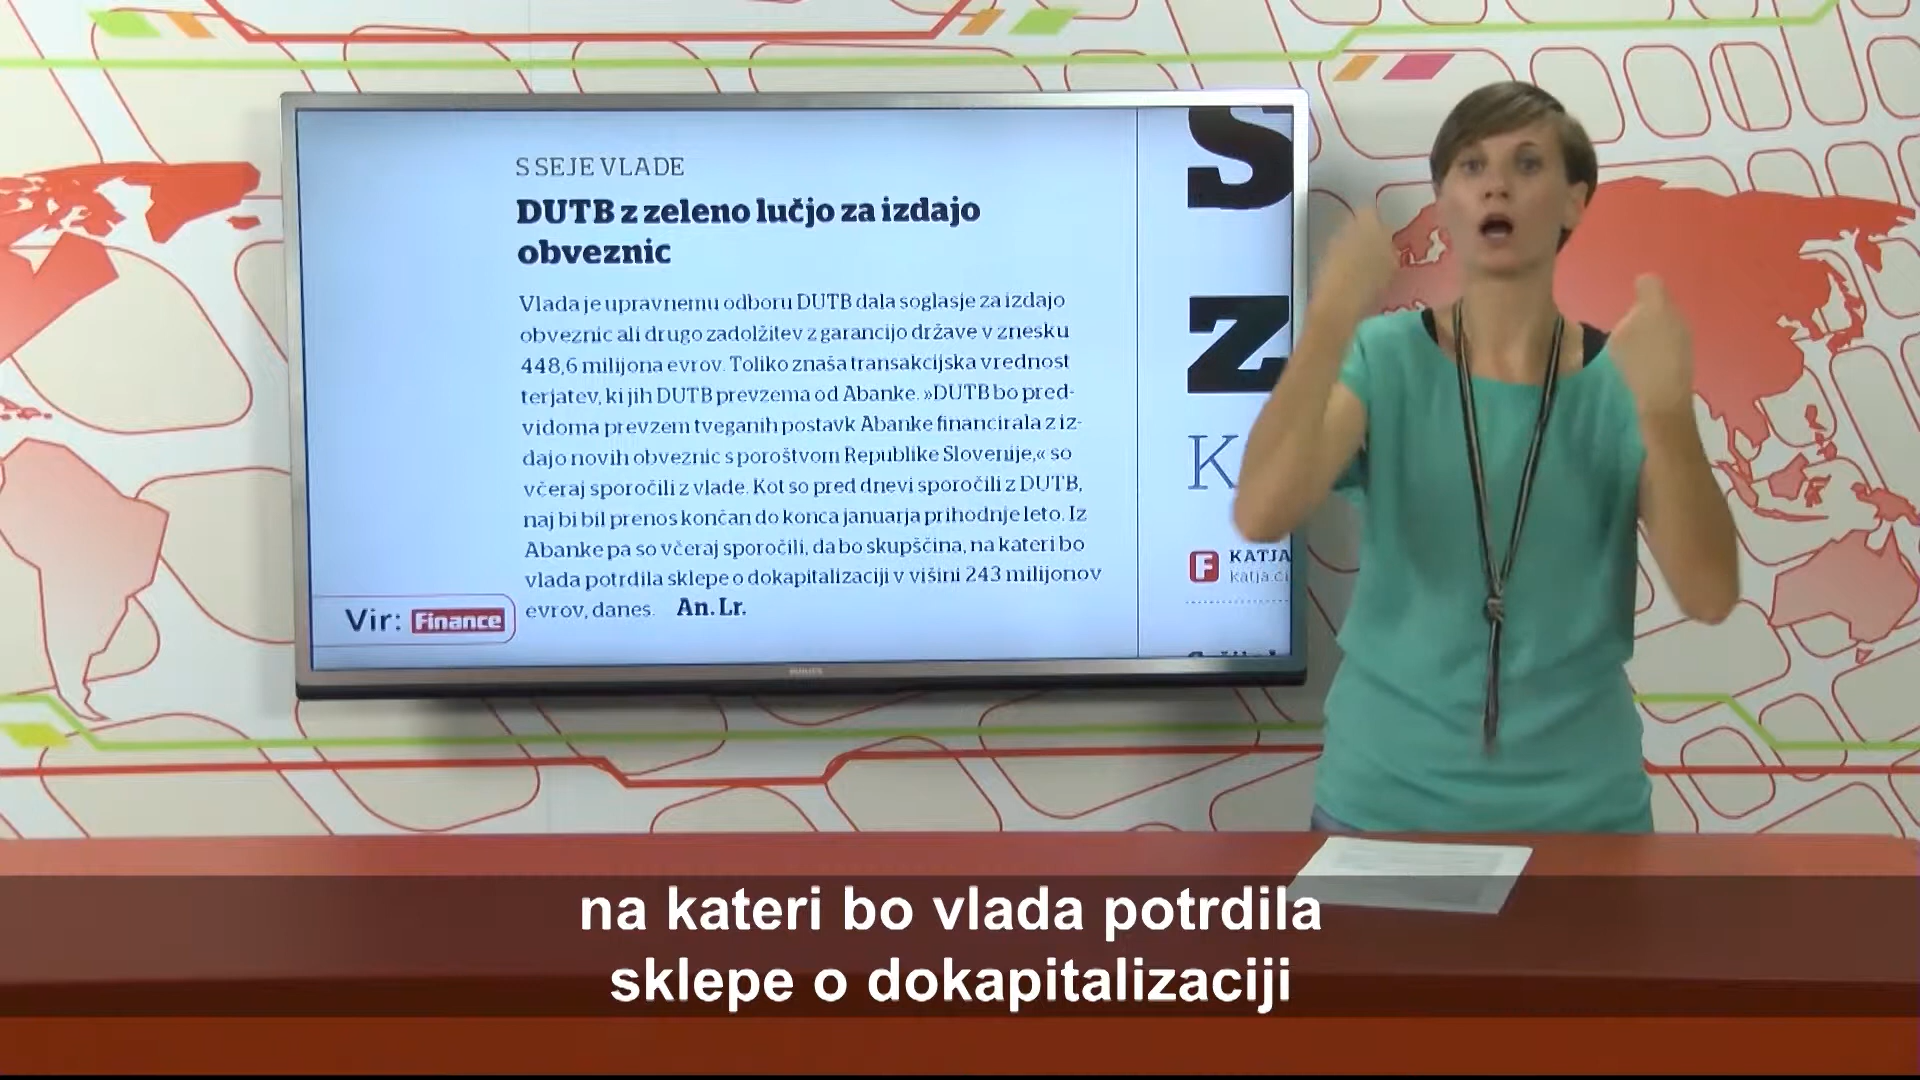 S SEJE VLADE
DUTB z zeleno lučjo za izdajo
obveznic
Vlada je upravnemu odboru DUTB dala soglasje za izdajo
obveznic ali drugo zadolžitev z garancijo države v znesku
448,6 milijona evrov. Toliko znaša transakcijska vrednost
terjatev, ki jih DUTB prevzema od Abanke. »DUTB bo pred-
vidoma prevzem tveganih postavk Abanke financirala z iz-
dajo novih obveznic s poroštvom Republike Slovenije,« so
včeraj sporočili z vlade. Kot so pred dnevi sporočili z DUTB,
naj bi bil prenos končan do konca januarja prihodnje leto. Iz
Abanke pa so včeraj sporočili, da bo skupščina, na kateri bo
vlada potrdila sklepe o dokapitalizaciji v višini 243 milijonov
evrov, danes. An. Lr.
Vir: Finance
S
Z
K
F KATJA
katja.ci
na kateri bo vlada potrdila
sklepe o dokapitalizaciji